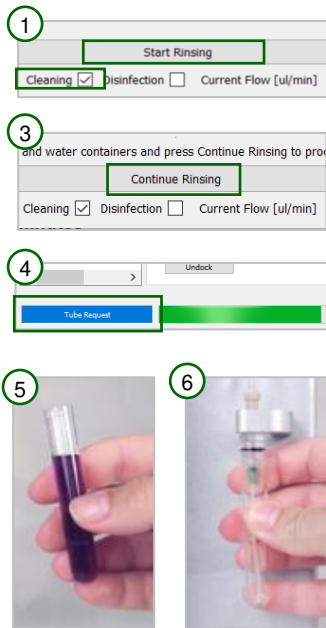 1
Start Rinsing
Cleaning Disinfection Current Flow [ul/min]
3
and water containers and press Continue Rinsing to
Continue Rinsing
Cleaning Disinfection Current Flow [ul/min]
4
Undock
>
Tube Request
5
6